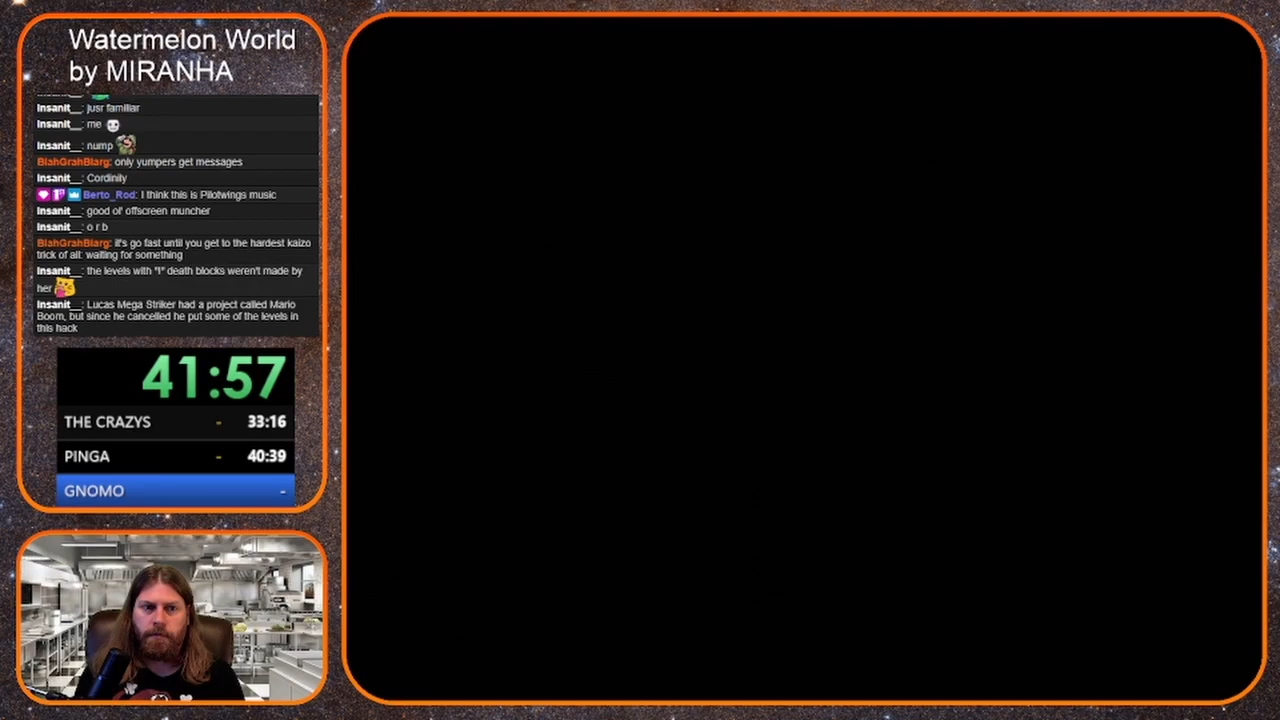 Watermelon World
by MIRANHA
Insanit__: jusr familiar
Insanit__: me
Insanit__: nump
BlahGrahBlarg: only yumpers get messages
Insanit__: Cordinily
Berto_Rod: I think this is Pilotwings music
Insanit__: good ol' offscreen muncher
Insanit__: o r b
BlahGrahBlarg: it's go fast until you get to the hardest kaizo
trick of all: waiting for something
Insanit__: the levels with "!" death blocks weren't made by
her
Insanit__: Lucas Mega Striker had a project called Mario
Boom, but since he cancelled he put some of the levels in
this hack
41:57
THE CRAZYS - 33:16
PINGA - 40:39
GNOMO -